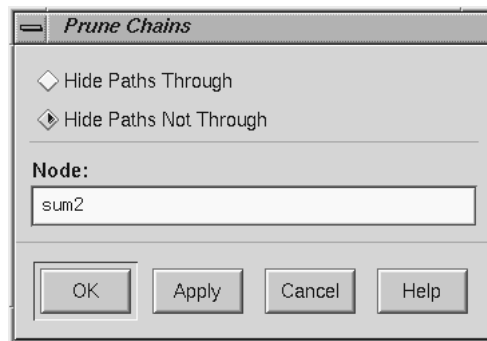 Prune Chains
Hide Paths Through
Hide Paths Not Through
Node:
sum2
OK Apply Cancel Help